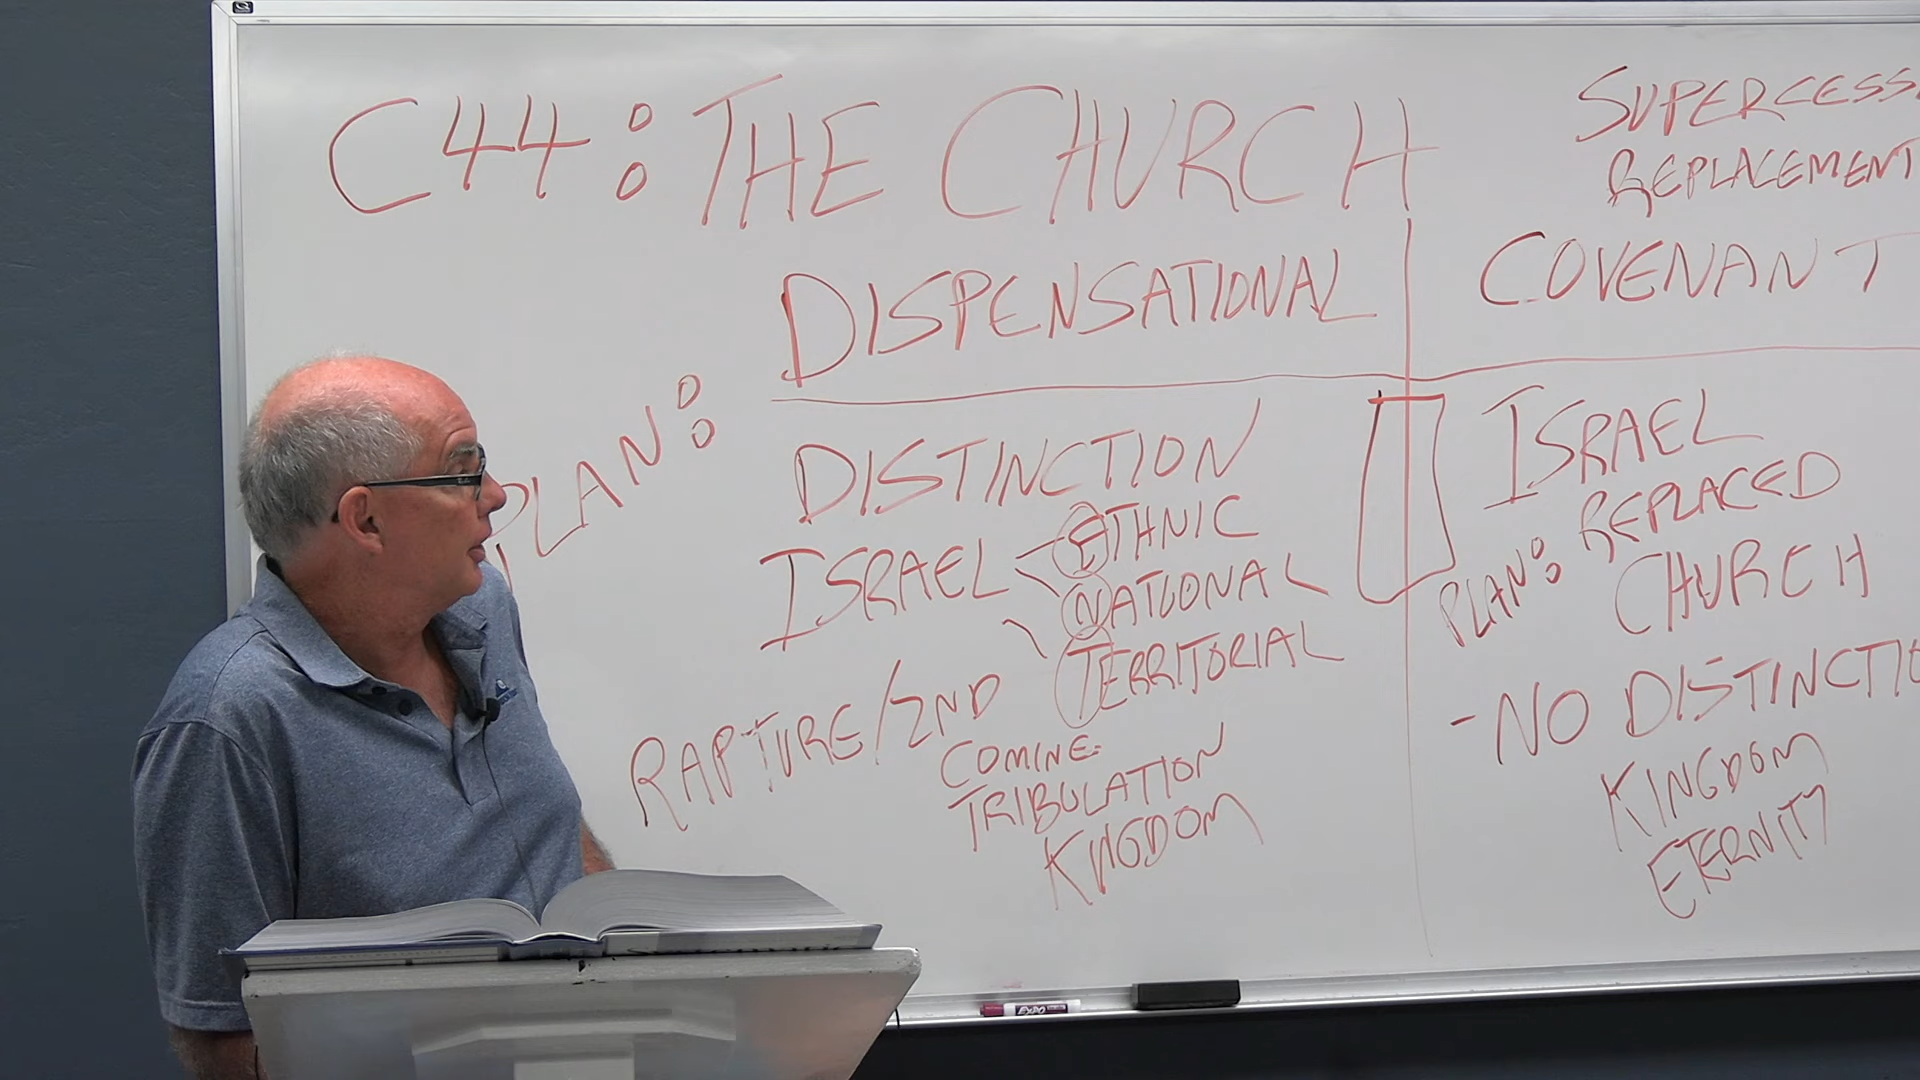 C44: THE CHURCH
SUPERCESS
REPLACEMENT
DISPENSATIONAL
COVENANT
PLAN:
DISTINCTION
ISRAEL
ETHNIC
NATIONAL
TERRITORIAL
RAPTURE/2ND
COMING
TRIBULATION
KINGDOM
ISRAEL
REPLACED
PLAN:
CHURCH
-NO DISTINCTIO
KINGDOM
ETERNITY
EXPO